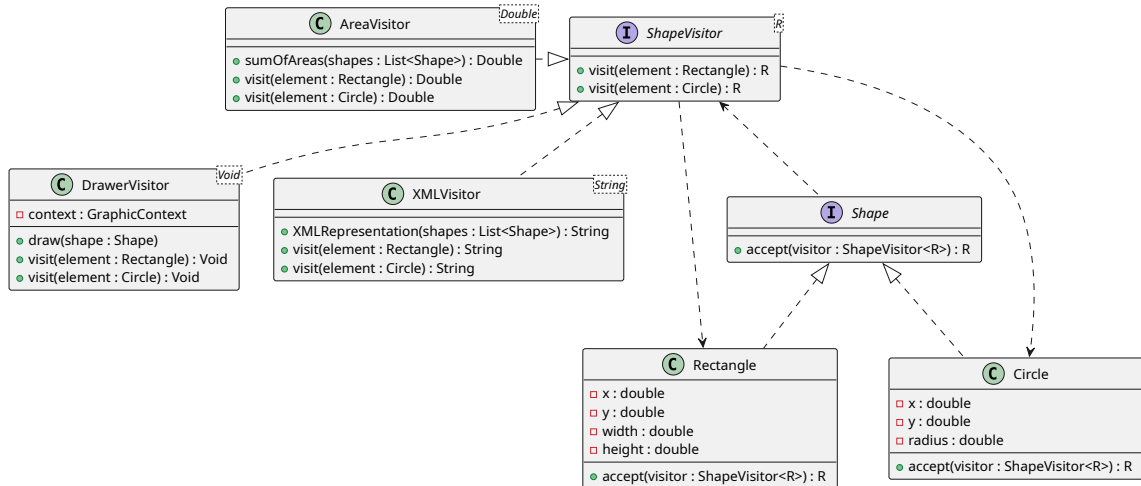 C AreaVisitor Double
sumOfAreas(shapes : List<Shape>) : Double
visit(element : Rectangle) : Double
visit(element : Circle) : Double
I ShapeVisitor R
visit(element : Rectangle) : R
visit(element : Circle) : R
C DrawerVisitor Void
context : GraphicContext
draw(shape : Shape)
visit(element : Rectangle) : Void
visit(element : Circle) : Void
C XMLVisitor String
XMLRepresentation(shapes : List<Shape>) : String
visit(element : Rectangle) : String
visit(element : Circle) : String
I Shape
accept(visitor : ShapeVisitor<R>) : R
C Rectangle
x : double
y : double
width : double
height : double
accept(visitor : ShapeVisitor<R>) : R
C Circle
x : double
y : double
radius : double
accept(visitor : ShapeVisitor<R>) : R